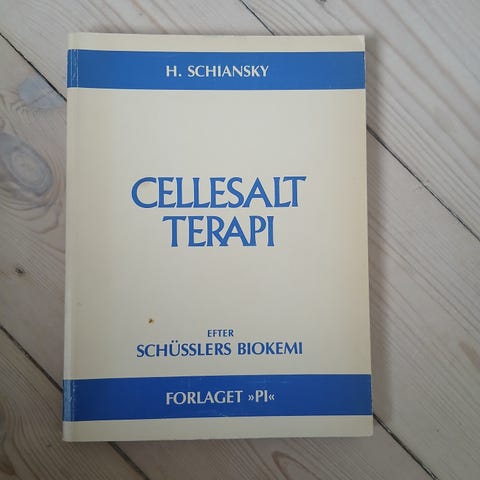 H. SCHIANSKY
CELLESALT
TERAPI
EFTER
SCHÜSSLERS BIOKEMI
FORLAGET »PI«